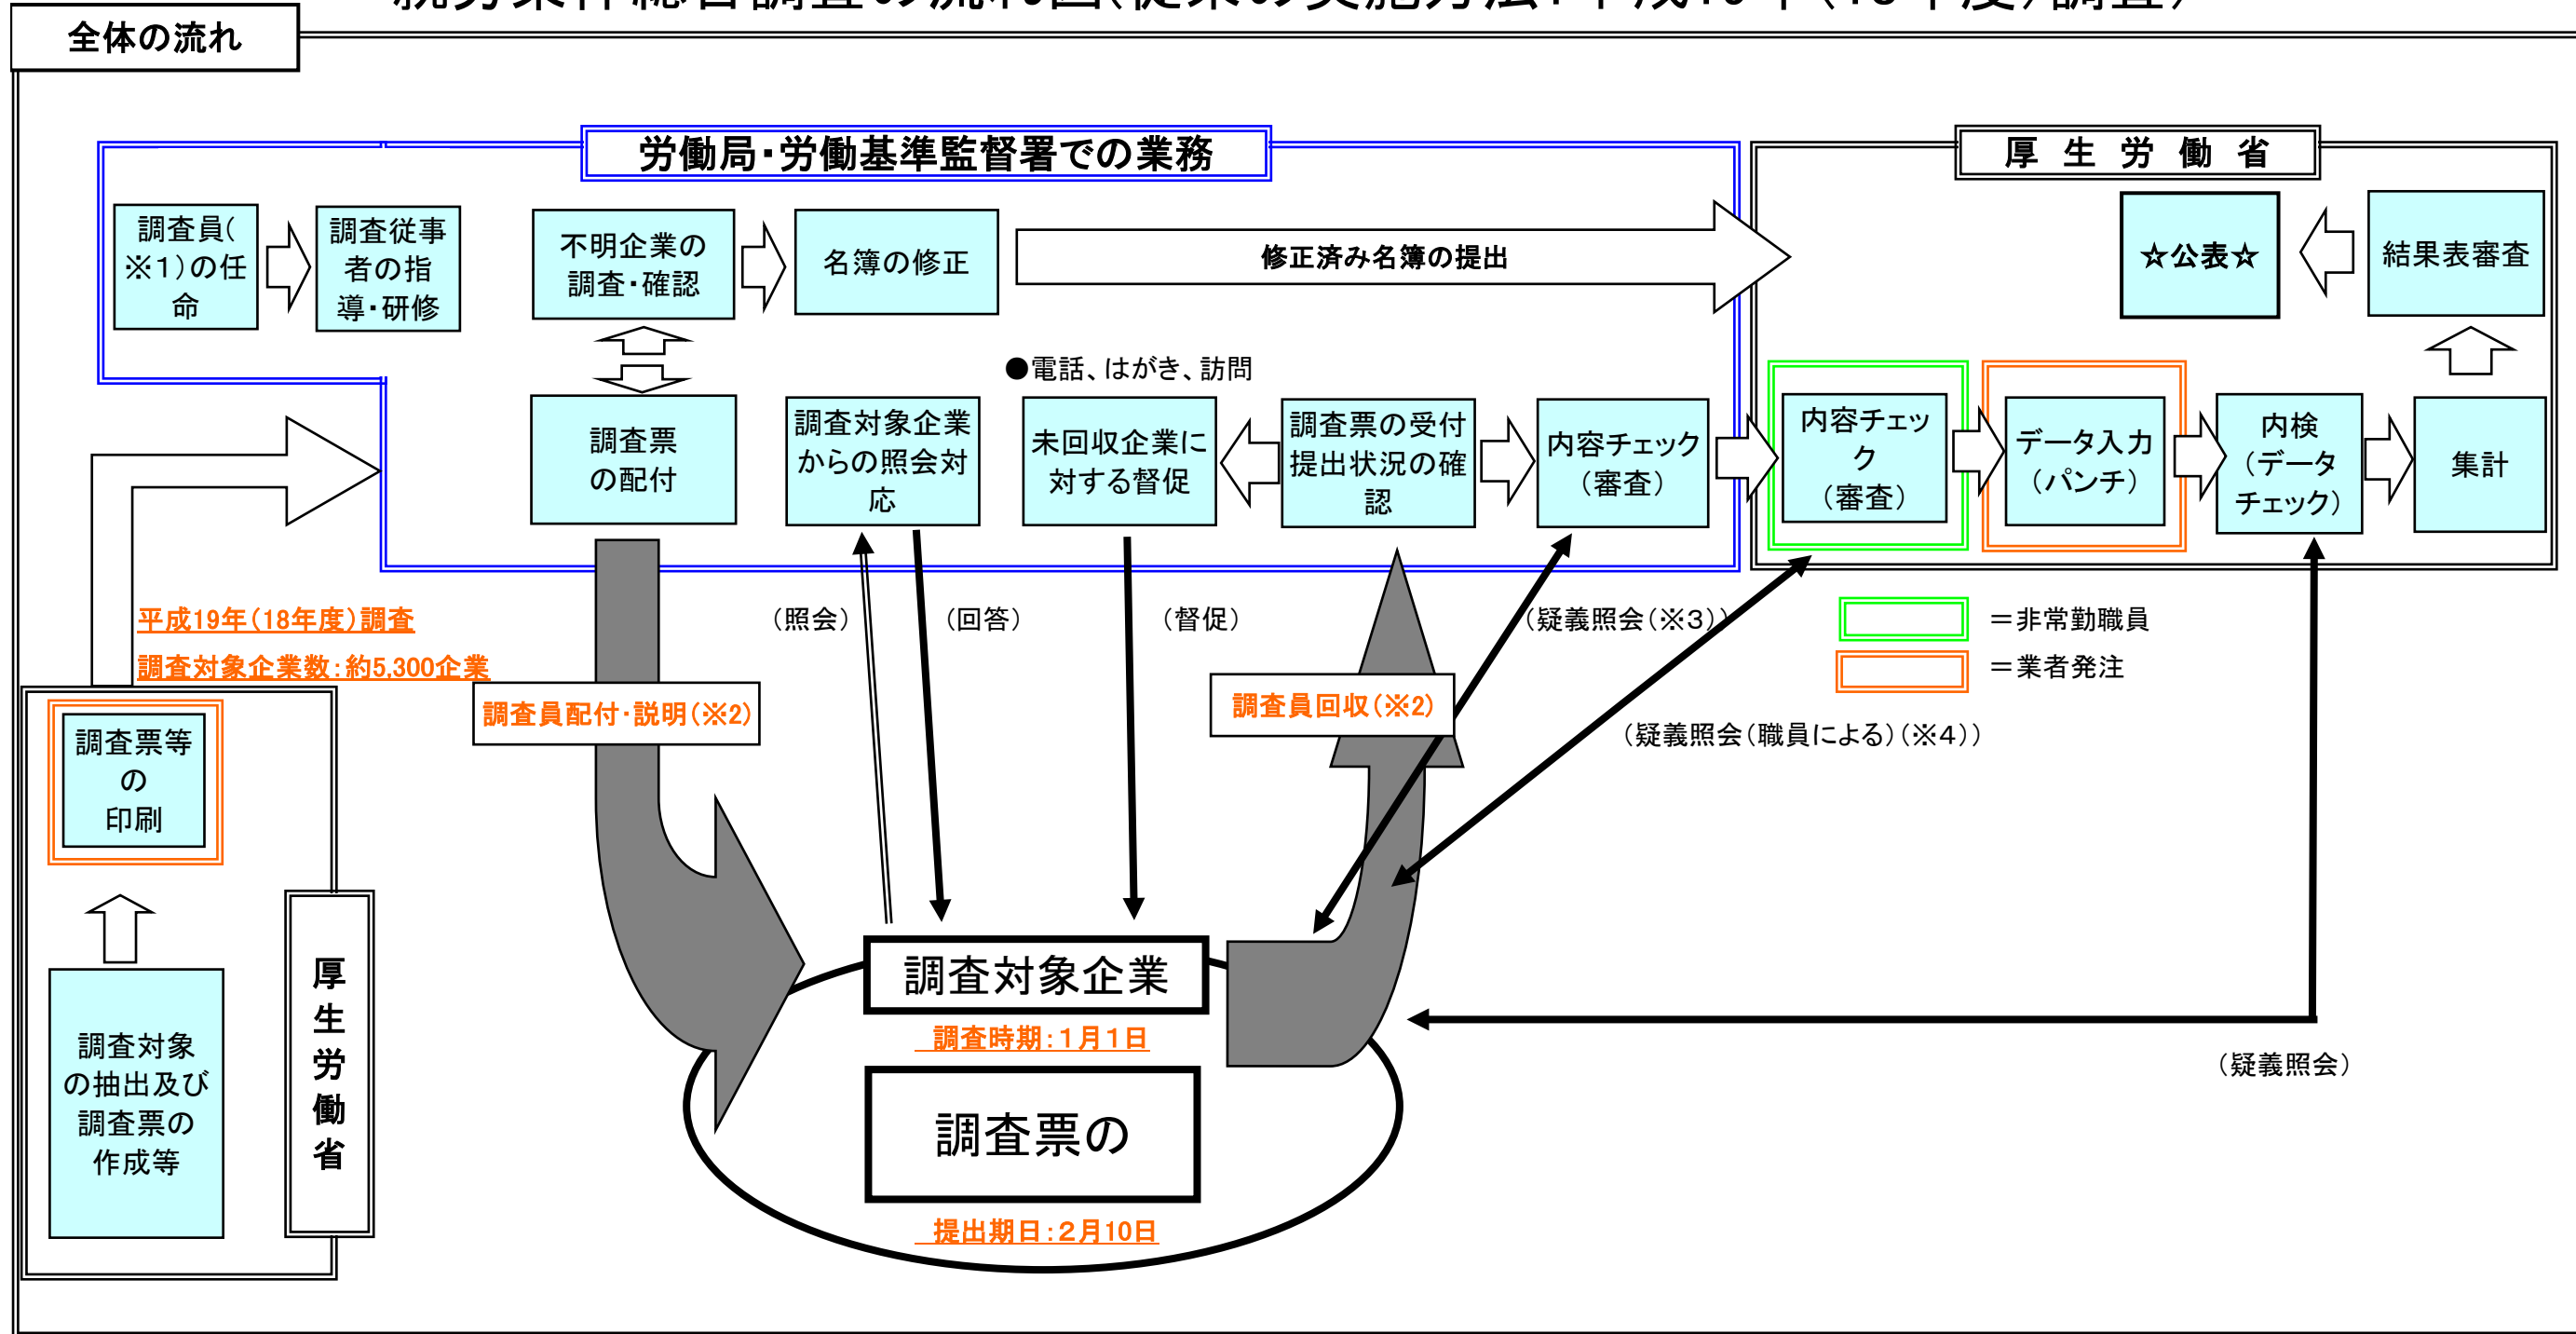 全体の流れ
労働局・労働基準監督署での業務
厚 生 労 働 省
調査員(
※1)の任
命
調査従事
者の指
導・研修
不明企業の
調査・確認
名簿の修正
修正済み名簿の提出
☆公表☆
結果表審査
●電話、はがき、訪問
調査票
の配付
調査対象企業
からの照会対
応
未回収企業に
対する督促
調査票の受付
提出状況の確
認
内容チェック
(審査)
内容チェッ
ク
(審査)
データ入力
(パンチ)
内検
(データ
チェック)
集計
平成19年(18年度)調査
調査対象企業数:約5,300企業
(照会)
(回答)
(督促)
(疑義照会(※3))
=非常勤職員
=業者発注
調査員配付・説明(※2)
調査員回収(※2)
(疑義照会(職員による)(※4))
調査票等
の
印刷
調査対象
の抽出及び
調査票の
作成等
厚
生
労
働
省
調査対象企業
調査時期:1月1日
調査票の
提出期日:2月10日
(疑義照会)